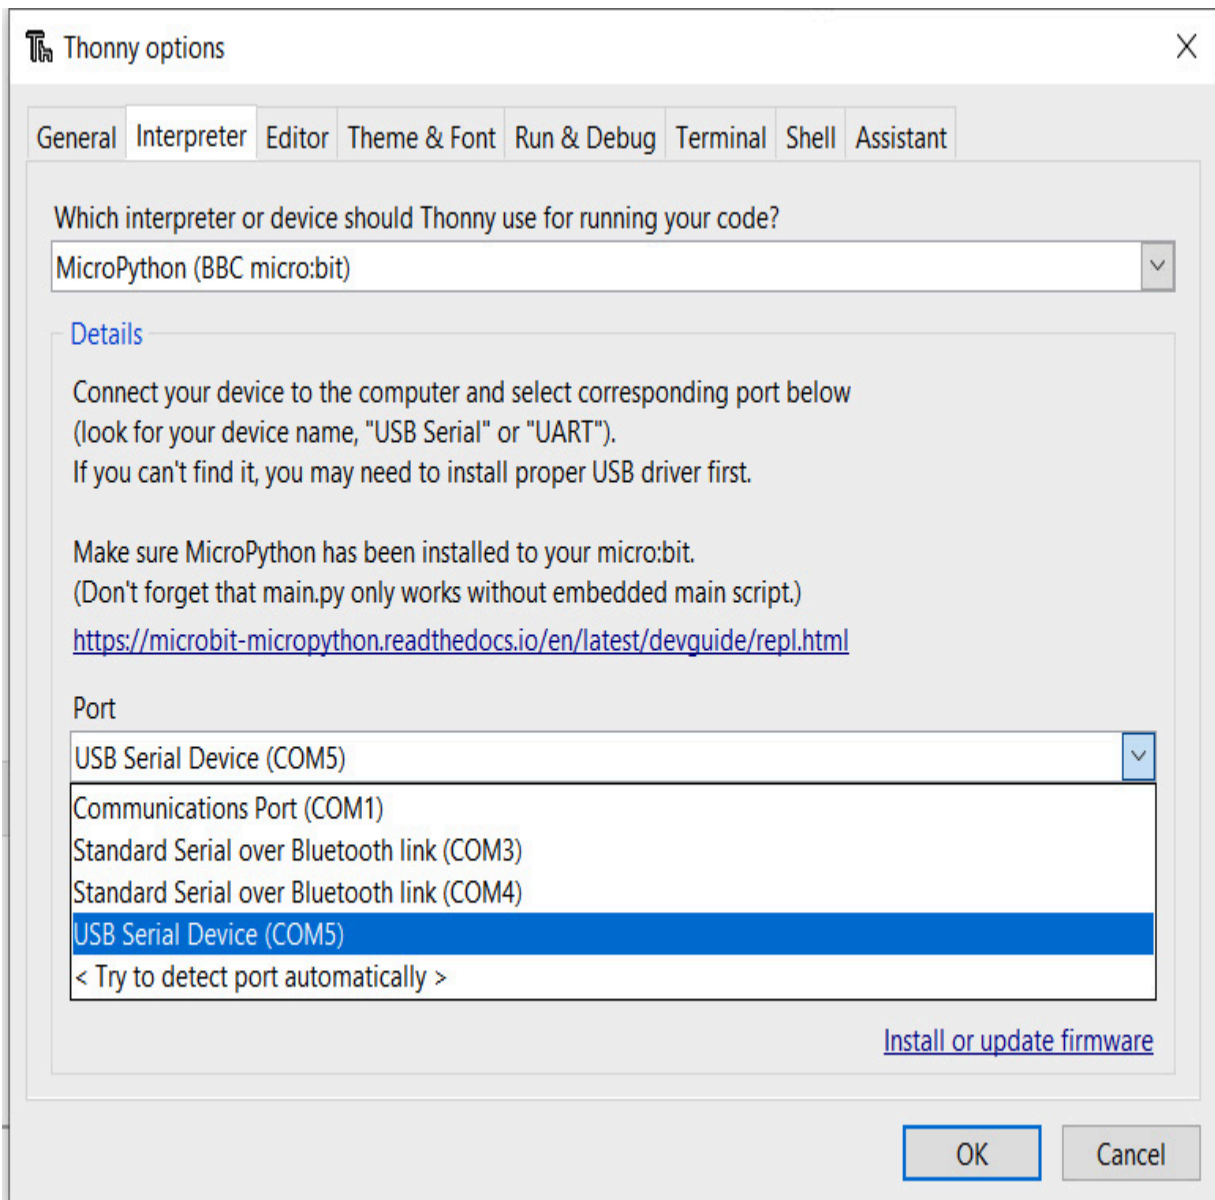 Thonny options
General Interpreter Editor Theme & Font Run & Debug Terminal Shell Assistant
Which interpreter or device should Thonny use for running your code?
MicroPython (BBC micro:bit)
Details
Connect your device to the computer and select corresponding port below
(look for your device name, "USB Serial" or "UART").
If you can't find it, you may need to install proper USB driver first.
Make sure MicroPython has been installed to your micro:bit.
(Don't forget that main.py only works without embedded main script.)
https://microbit-micropython.readthedocs.io/en/latest/devguide/repl.html
Port
USB Serial Device (COM5)
Communications Port (COM1)
Standard Serial over Bluetooth link (COM3)
Standard Serial over Bluetooth link (COM4)
USB Serial Device (COM5)
< Try to detect port automatically >
Install or update firmware
OK Cancel